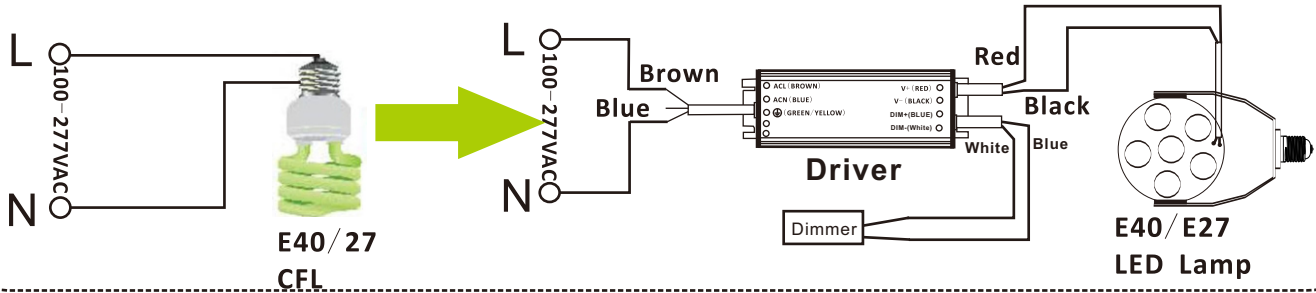 L
100-277VAC
N
E40/27
CFL
L
100-277VAC
N
Brown
Blue
ACL(BROWN)
ACN(BLUE)
(GREEN/YELLOW)
V+(RED)
V-(BLACK)
DIM+(BLUE)
DIM-(White)
Driver
Red
Black
White
Blue
Dimmer
E40/E27
LED Lamp